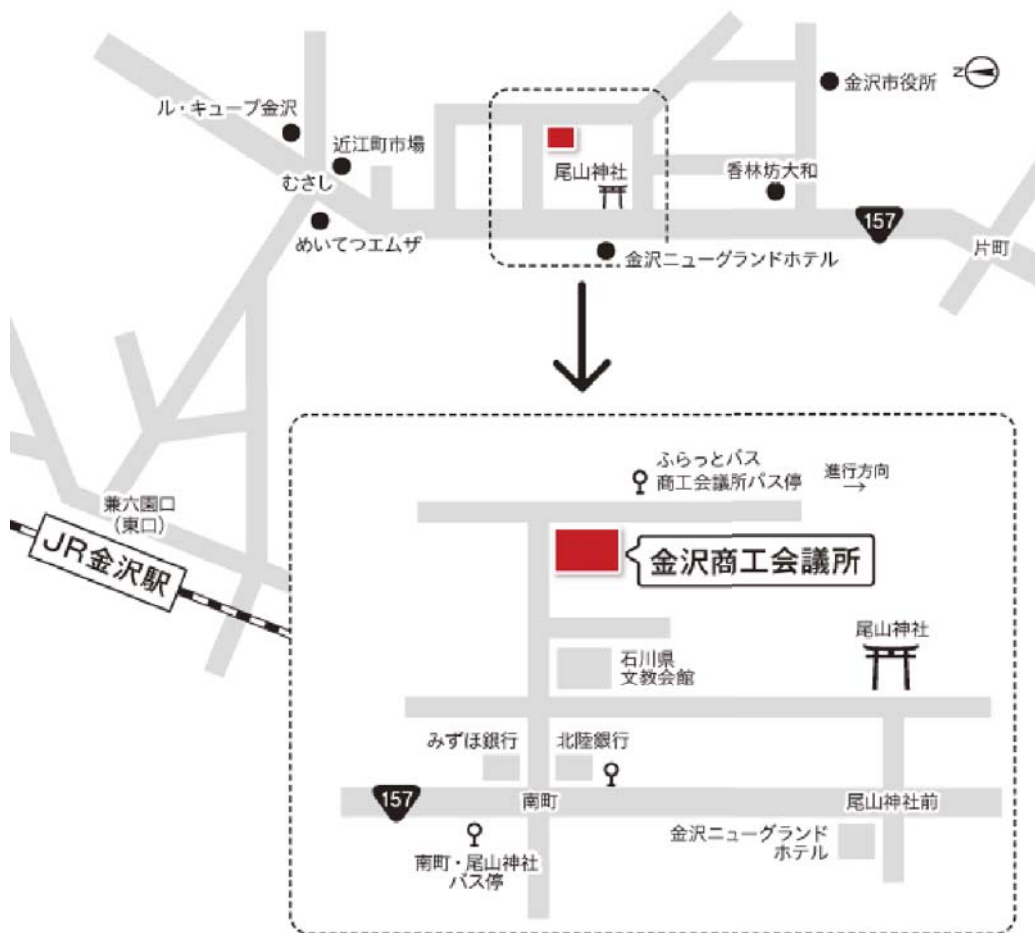 ル・キューブ金沢
近江町市場
むさし
めいてつエムザ
尾山神社
金沢市役所
N
香林坊大和
157
片町
金沢ニューグランドホテル
兼六園口
(東口)
JR金沢駅
ふらっとバス
商工会議所バス停
進行方向
→
金沢商工会議所
尾山神社
石川県
文教会館
みずほ銀行
北陸銀行
157
南町
尾山神社前
南町・尾山神社
バス停
金沢ニューグランド
ホテル